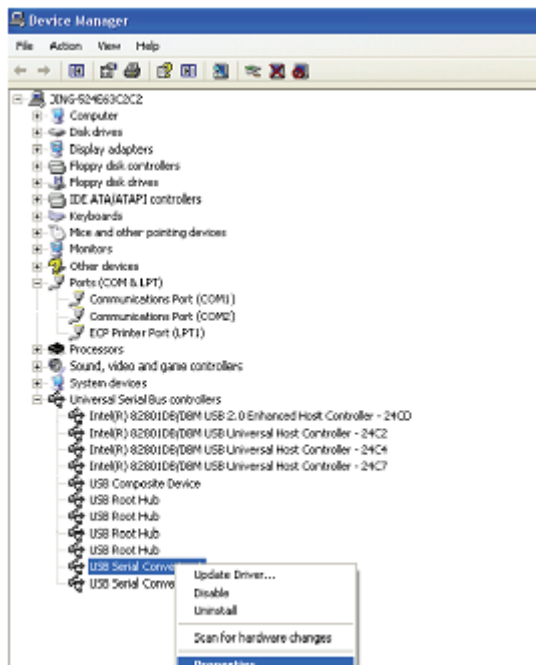 Device Manager
File Action View Help
JING-524E63C2C2
Computer
Disk drives
Display adapters
Floppy disk controllers
Floppy disk drives
IDE ATA/ATAPI controllers
Keyboards
Mice and other pointing devices
Monitors
Other devices
Ports (COM & LPT)
Communications Port (COM1)
Communications Port (COM2)
ECP Printer Port (LPT1)
Processors
Sound, video and game controllers
System devices
Universal Serial Bus controllers
Intel(R) 82801DB/DBM USB 2.0 Enhanced Host Controller - 24CD
Intel(R) 82801DB/DBM USB Universal Host Controller - 24C2
Intel(R) 82801DB/DBM USB Universal Host Controller - 24C4
Intel(R) 82801DB/DBM USB Universal Host Controller - 24C7
USB Composite Device
USB Root Hub
USB Root Hub
USB Root Hub
USB Root Hub
USB Serial Conve
USB Serial Conve
Update Driver...
Disable
Uninstall
Scan for hardware changes
Properties